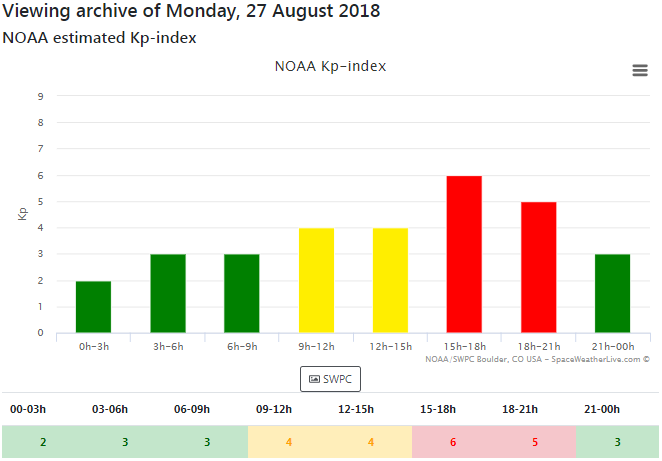 Viewing archive of Monday, 27 August 2018
NOAA estimated Kp-index
NOAA Kp-index
9
8
7
6
5
4
3
2
1
0
Kp
0h-3h 3h-6h 6h-9h 9h-12h 12h-15h 15h-18h 18h-21h 21h-00h
NOAA/SWPC Boulder, CO USA - SpaceWeatherLive.com ©
SWPC
00-03h 03-06h 06-09h 09-12h 12-15h 15-18h 18-21h 21-00h
2 3 3 4 4 6 5 3